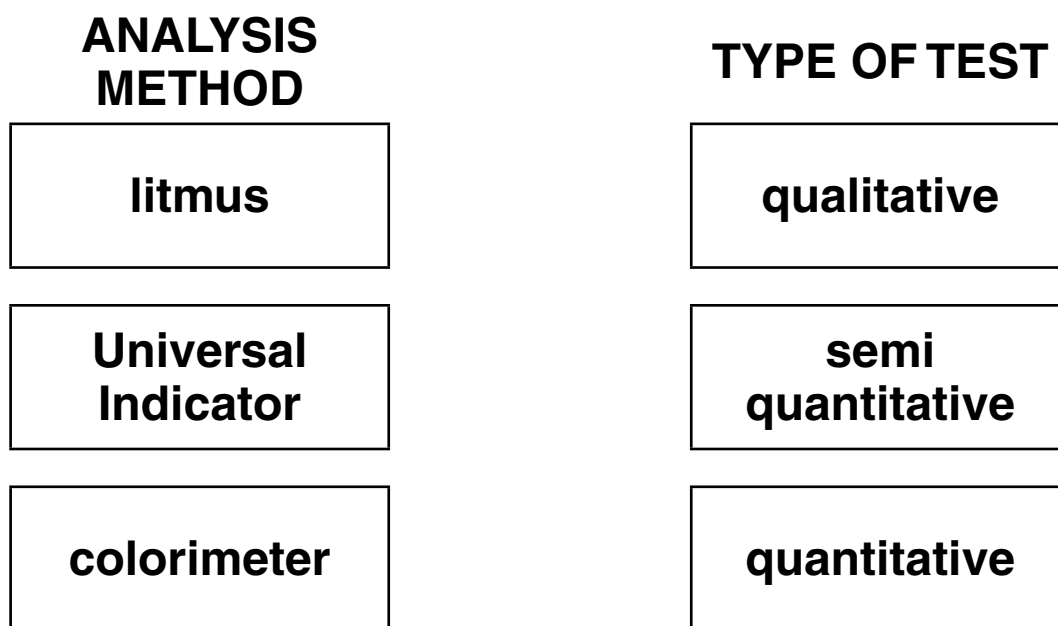 ANALYSIS
METHOD
TYPE OF TEST
litmus
qualitative
Universal
Indicator
semi
quantitative
colorimeter
quantitative